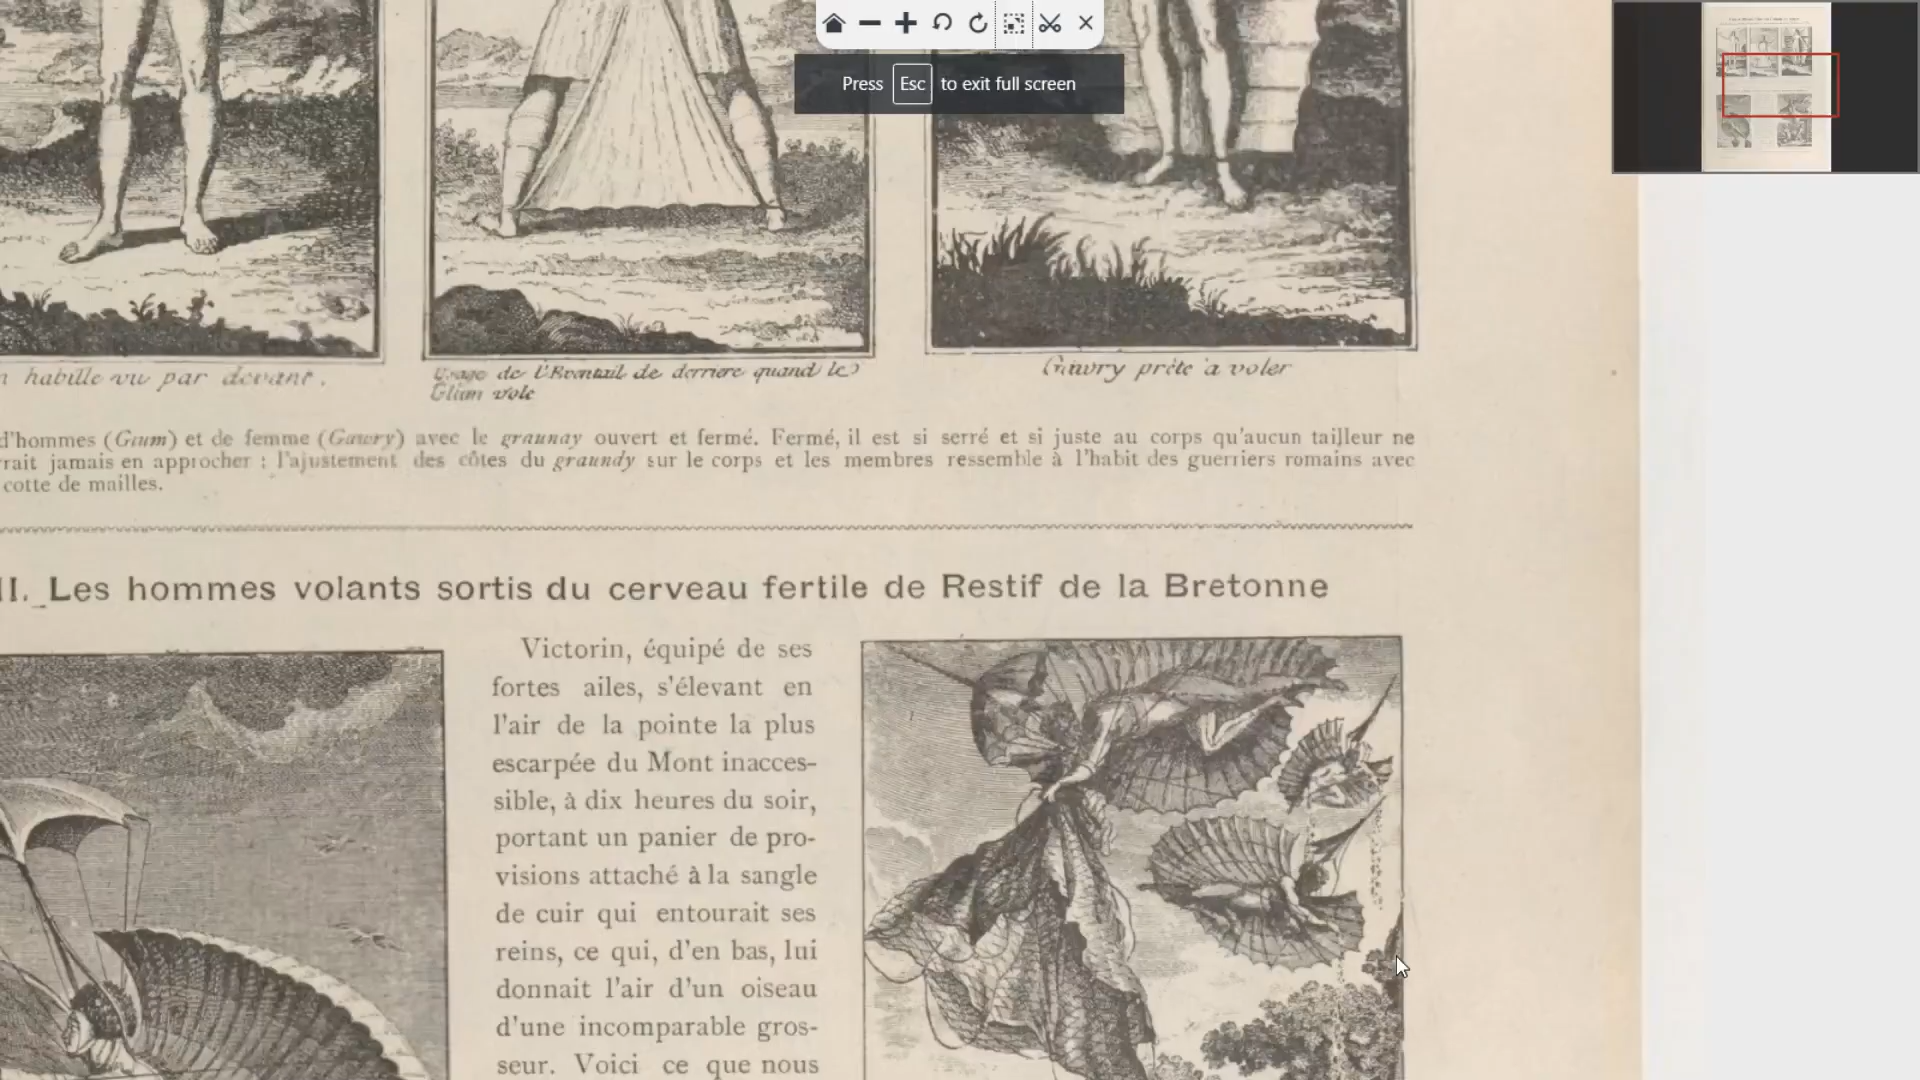 Press Esc to exit full screen
habille vu par devant.
Usage de l'Eventail de derriere quand le
Glum vole
Gawry prête à voler
d'hommes (Glum) et de femme (Gawry) avec le graunay ouvert et fermé. Fermé, il est si serré et si juste au corps qu'aucun tailleur ne
rait jamais en approcher : l'ajustement des côtes du graundy sur le corps et les membres ressemble à l'habit des guerriers romains avec
cotte de mailles.
II. Les hommes volants sortis du cerveau fertile de Restif de la Bretonne
Victorin, équipé de ses
fortes ailes, s'élevant en
l'air de la pointe la plus
escarpée du Mont inacces-
sible, à dix heures du soir,
portant un panier de pro-
visions attaché à la sangle
de cuir qui entourait ses
reins, ce qui, d'en bas, lui
donnait l'air d'un oiseau
d'une incomparable gros-
seur. Voici ce que nous